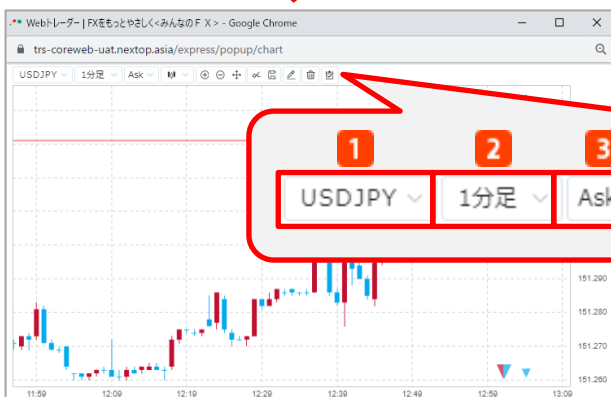 Webトレーダー | FXをもっとやさしく<みんなのＦＸ> - Google Chrome
trs-coreweb-uat.nextop.asia/express/popup/chart
USDJPY 1分足 Ask
1 2 3
USDJPY 1分足 Ask
151.290
151.280
151.270
151.260
11:59 12:09 12:19 12:29 12:39 12:49 12:59 13:09